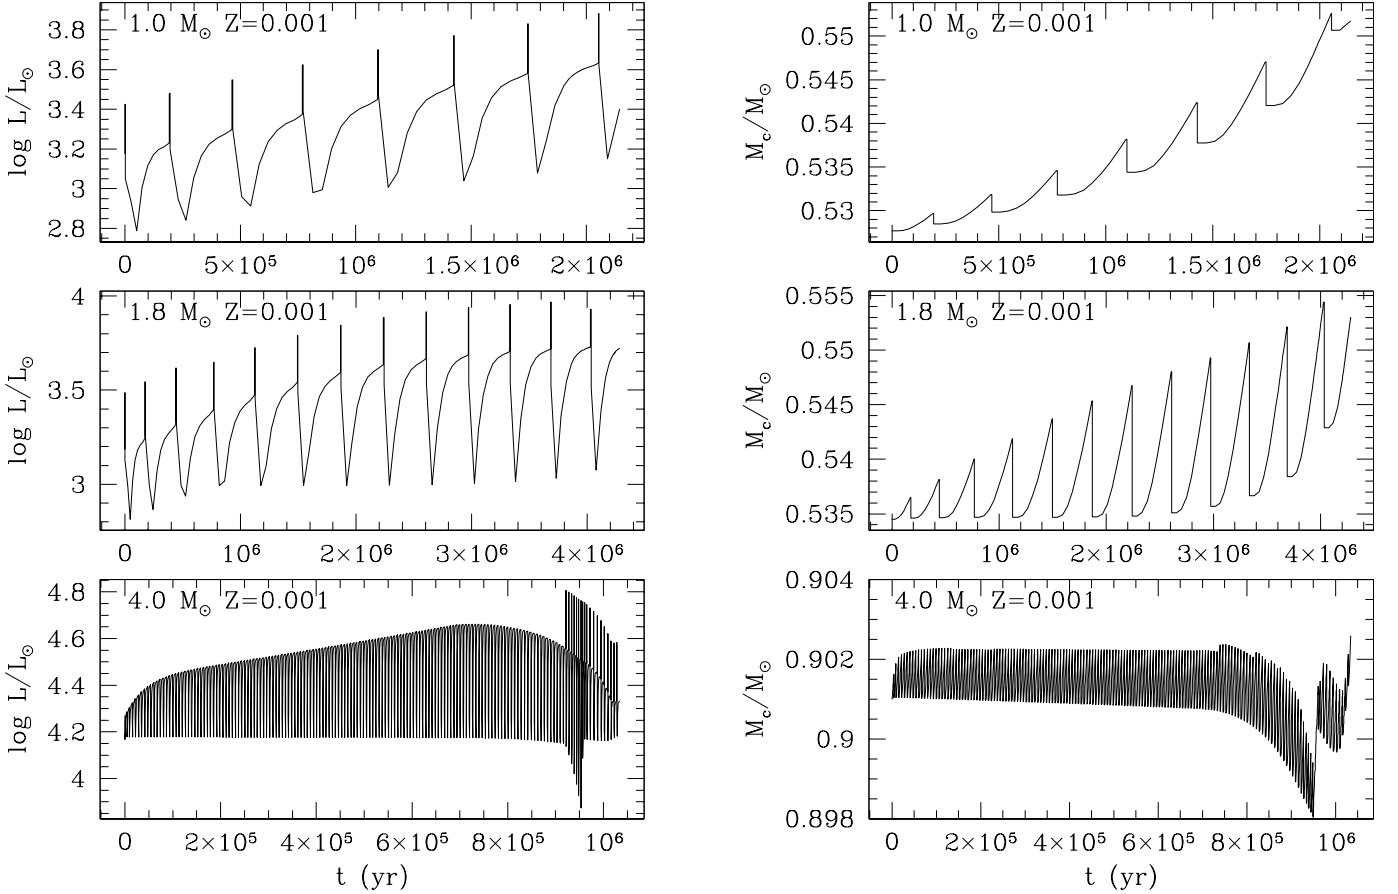 1.0 M☉ Z=0.001
log L/L☉
3.8
3.6
3.4
3.2
3
2.8
0 5×10⁵ 10⁶ 1.5×10⁶ 2×10⁶
1.0 M☉ Z=0.001
M_c/M☉
0.55
0.545
0.54
0.535
0.53
0 5×10⁵ 10⁶ 1.5×10⁶ 2×10⁶
1.8 M☉ Z=0.001
log L/L☉
4
3.5
3
0 10⁶ 2×10⁶ 3×10⁶ 4×10⁶
1.8 M☉ Z=0.001
M_c/M☉
0.555
0.55
0.545
0.54
0.535
0 10⁶ 2×10⁶ 3×10⁶ 4×10⁶
4.0 M☉ Z=0.001
log L/L☉
4.8
4.6
4.4
4.2
4
0 2×10⁵ 4×10⁵ 6×10⁵ 8×10⁵ 10⁶
t (yr)
4.0 M☉ Z=0.001
M_c/M☉
0.904
0.902
0.9
0.898
0 2×10⁵ 4×10⁵ 6×10⁵ 8×10⁵ 10⁶
t (yr)